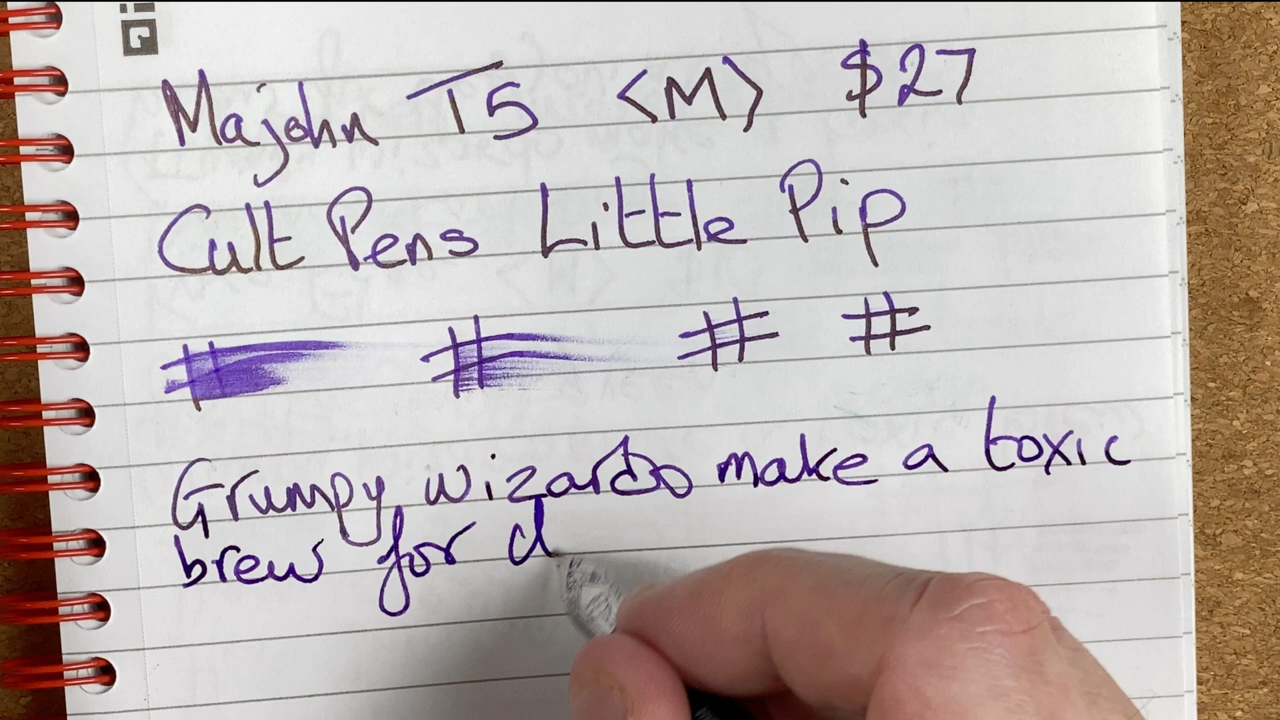 Majohn T5 <M> $27
Cult Pens Little Pip
# # # #
Grumpy wizards make a toxic
brew for d